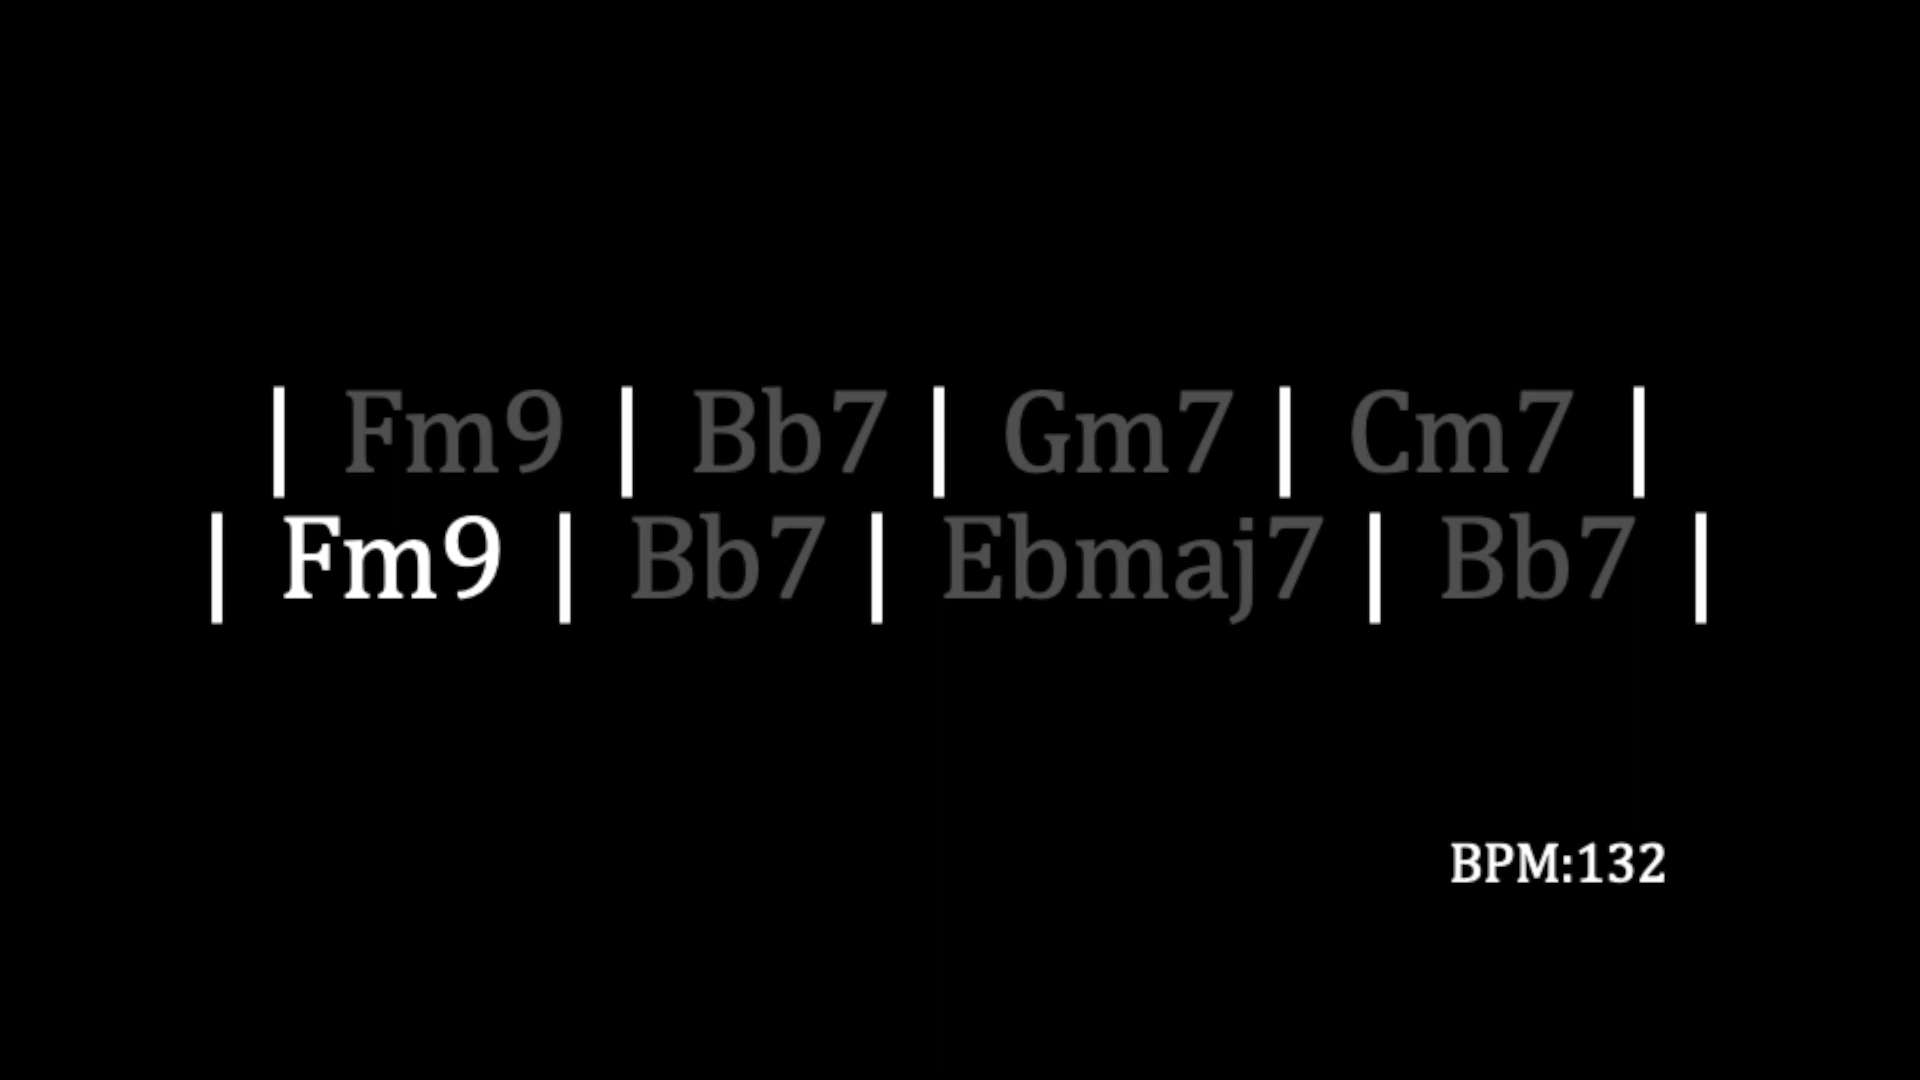 | Fm9 | Bb7 | Gm7 | Cm7 |
| Fm9 | Bb7 | Ebmaj7 | Bb7 |
BPM:132